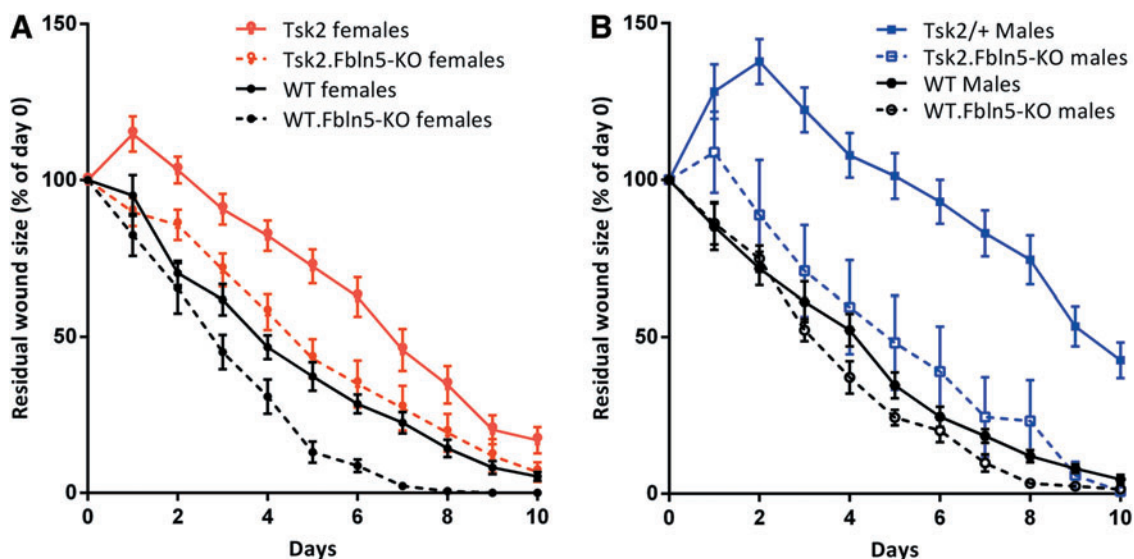 A
150
100
50
0
Residual wound size (% of day 0)
Tsk2 females
Tsk2.Fbln5-KO females
WT females
WT.Fbln5-KO females
0 2 4 6 8 10
Days
B
150
100
50
0
Residual wound size (% of day 0)
Tsk2/+ Males
Tsk2.Fbln5-KO males
WT Males
WT.Fbln5-KO males
0 2 4 6 8 10
Days